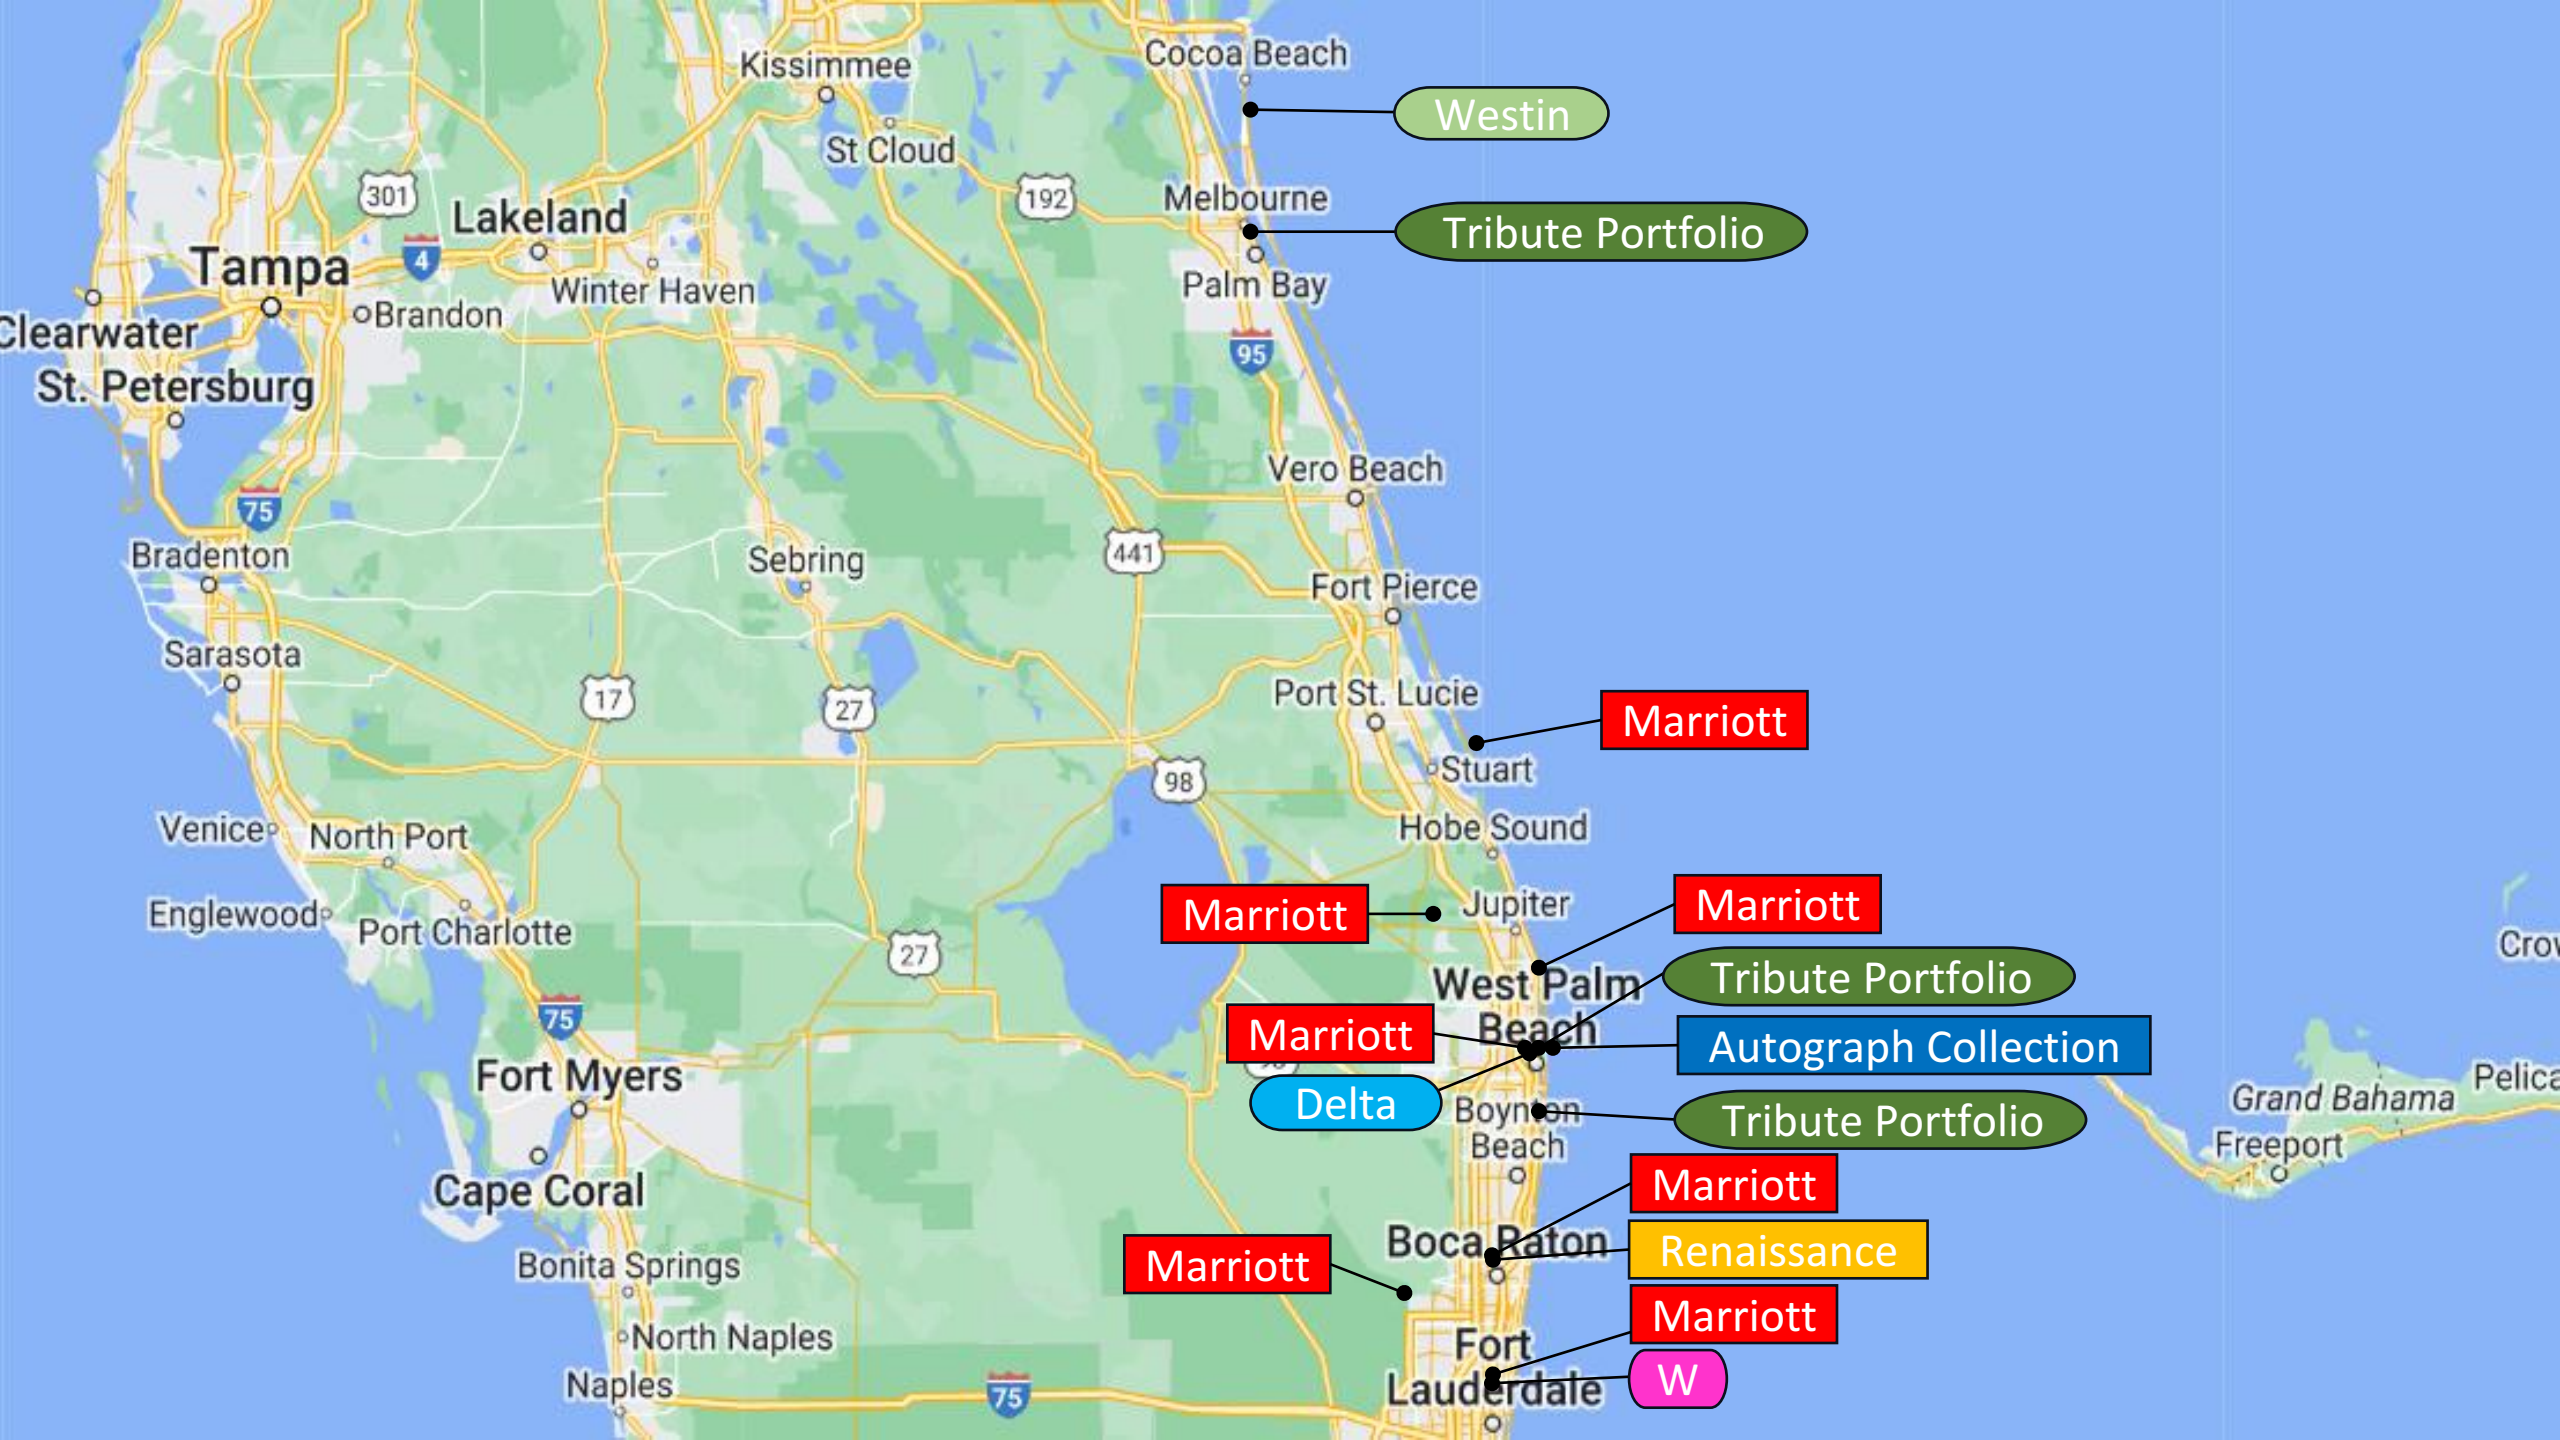 Cocoa Beach
Kissimmee
Westin
St Cloud
301
192
Melbourne
Lakeland
Tribute Portfolio
4
Tampa
Palm Bay
Winter Haven
Brandon
Clearwater
95
St. Petersburg
Vero Beach
75
Bradenton
441
Sebring
Fort Pierce
Sarasota
Port St. Lucie
17
27
Marriott
Stuart
98
Venice
North Port
Hobe Sound
Marriott
Jupiter
Marriott
Englewood
Port Charlotte
27
Crow
West Palm
Beach
Tribute Portfolio
75
Marriott
Autograph Collection
98
Fort Myers
Pelica
Delta
Boynton
Beach
Grand Bahama
Tribute Portfolio
Freeport
Cape Coral
Marriott
Boca Raton
Renaissance
Bonita Springs
Marriott
Marriott
North Naples
Fort
Lauderdale
Naples
W
75